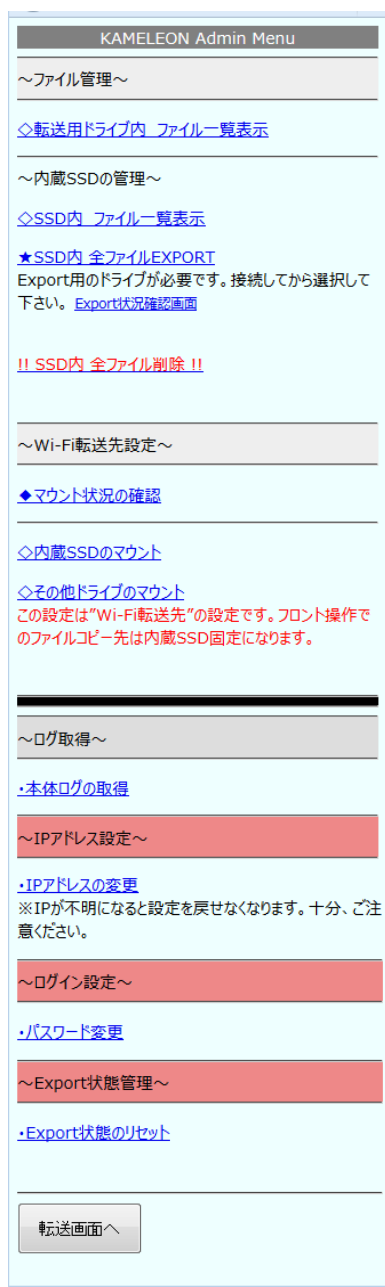 KAMELEON Admin Menu
～ファイル管理～
◇転送用ドライブ内 ファイル一覧表示
～内蔵SSDの管理～
◇SSD内 ファイル一覧表示
★SSD内 全ファイルEXPORT
Export用のドライブが必要です。接続してから選択して
下さい。 Export状況確認画面
!! SSD内 全ファイル削除 !!
～Wi-Fi転送先設定～
◆マウント状況の確認
◇内蔵SSDのマウント
◇その他ドライブのマウント
この設定は"Wi-Fi転送先"の設定です。フロント操作で
のファイルコピー先は内蔵SSD固定になります。
～ログ取得～
・本体ログの取得
～IPアドレス設定～
・IPアドレスの変更
※IPが不明になると設定を戻せなくなります。十分、ご注
意ください。
～ログイン設定～
・パスワード変更
～Export状態管理～
・Export状態のリセット
転送画面へ